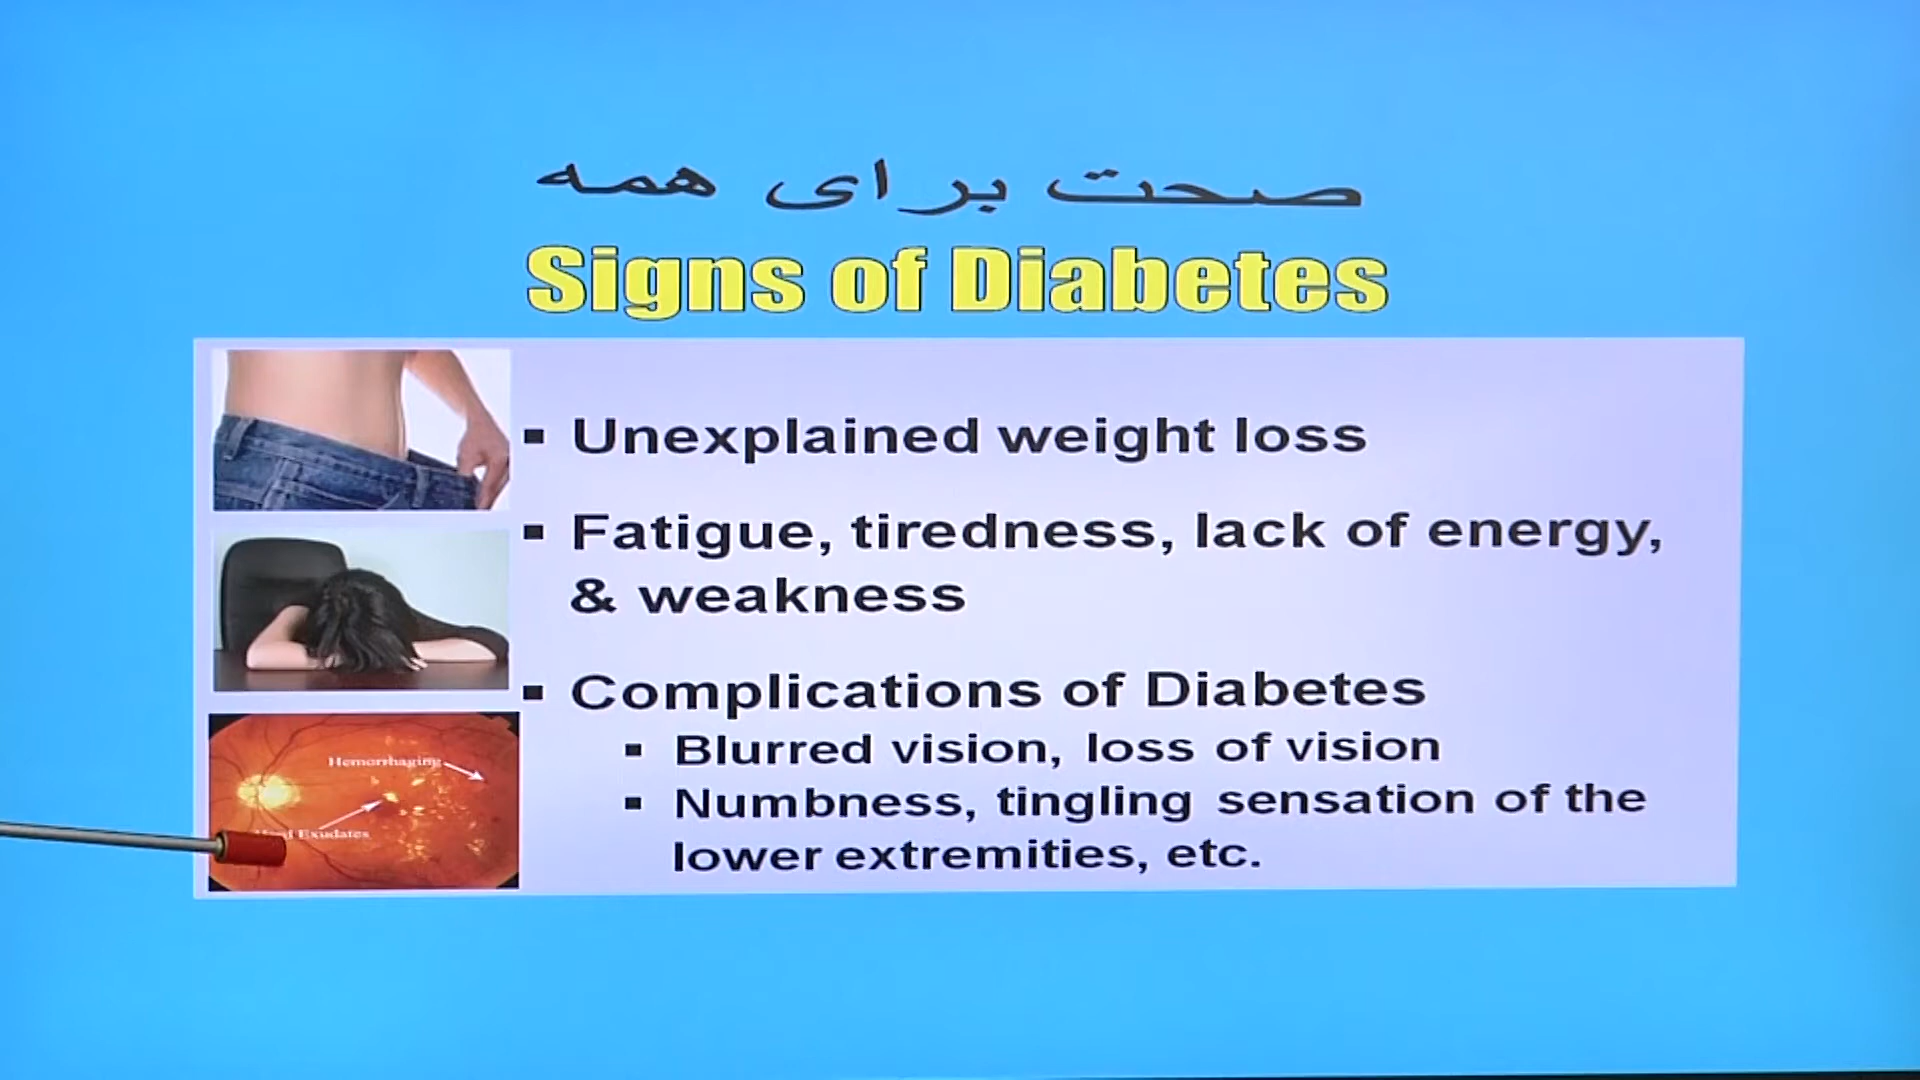 صحت برای همه
Signs of Diabetes
▪ Unexplained weight loss
▪ Fatigue, tiredness, lack of energy,
& weakness
▪ Complications of Diabetes
▪ Blurred vision, loss of vision
▪ Numbness, tingling sensation of the
lower extremities, etc.
Hemorrhaging
Exudates